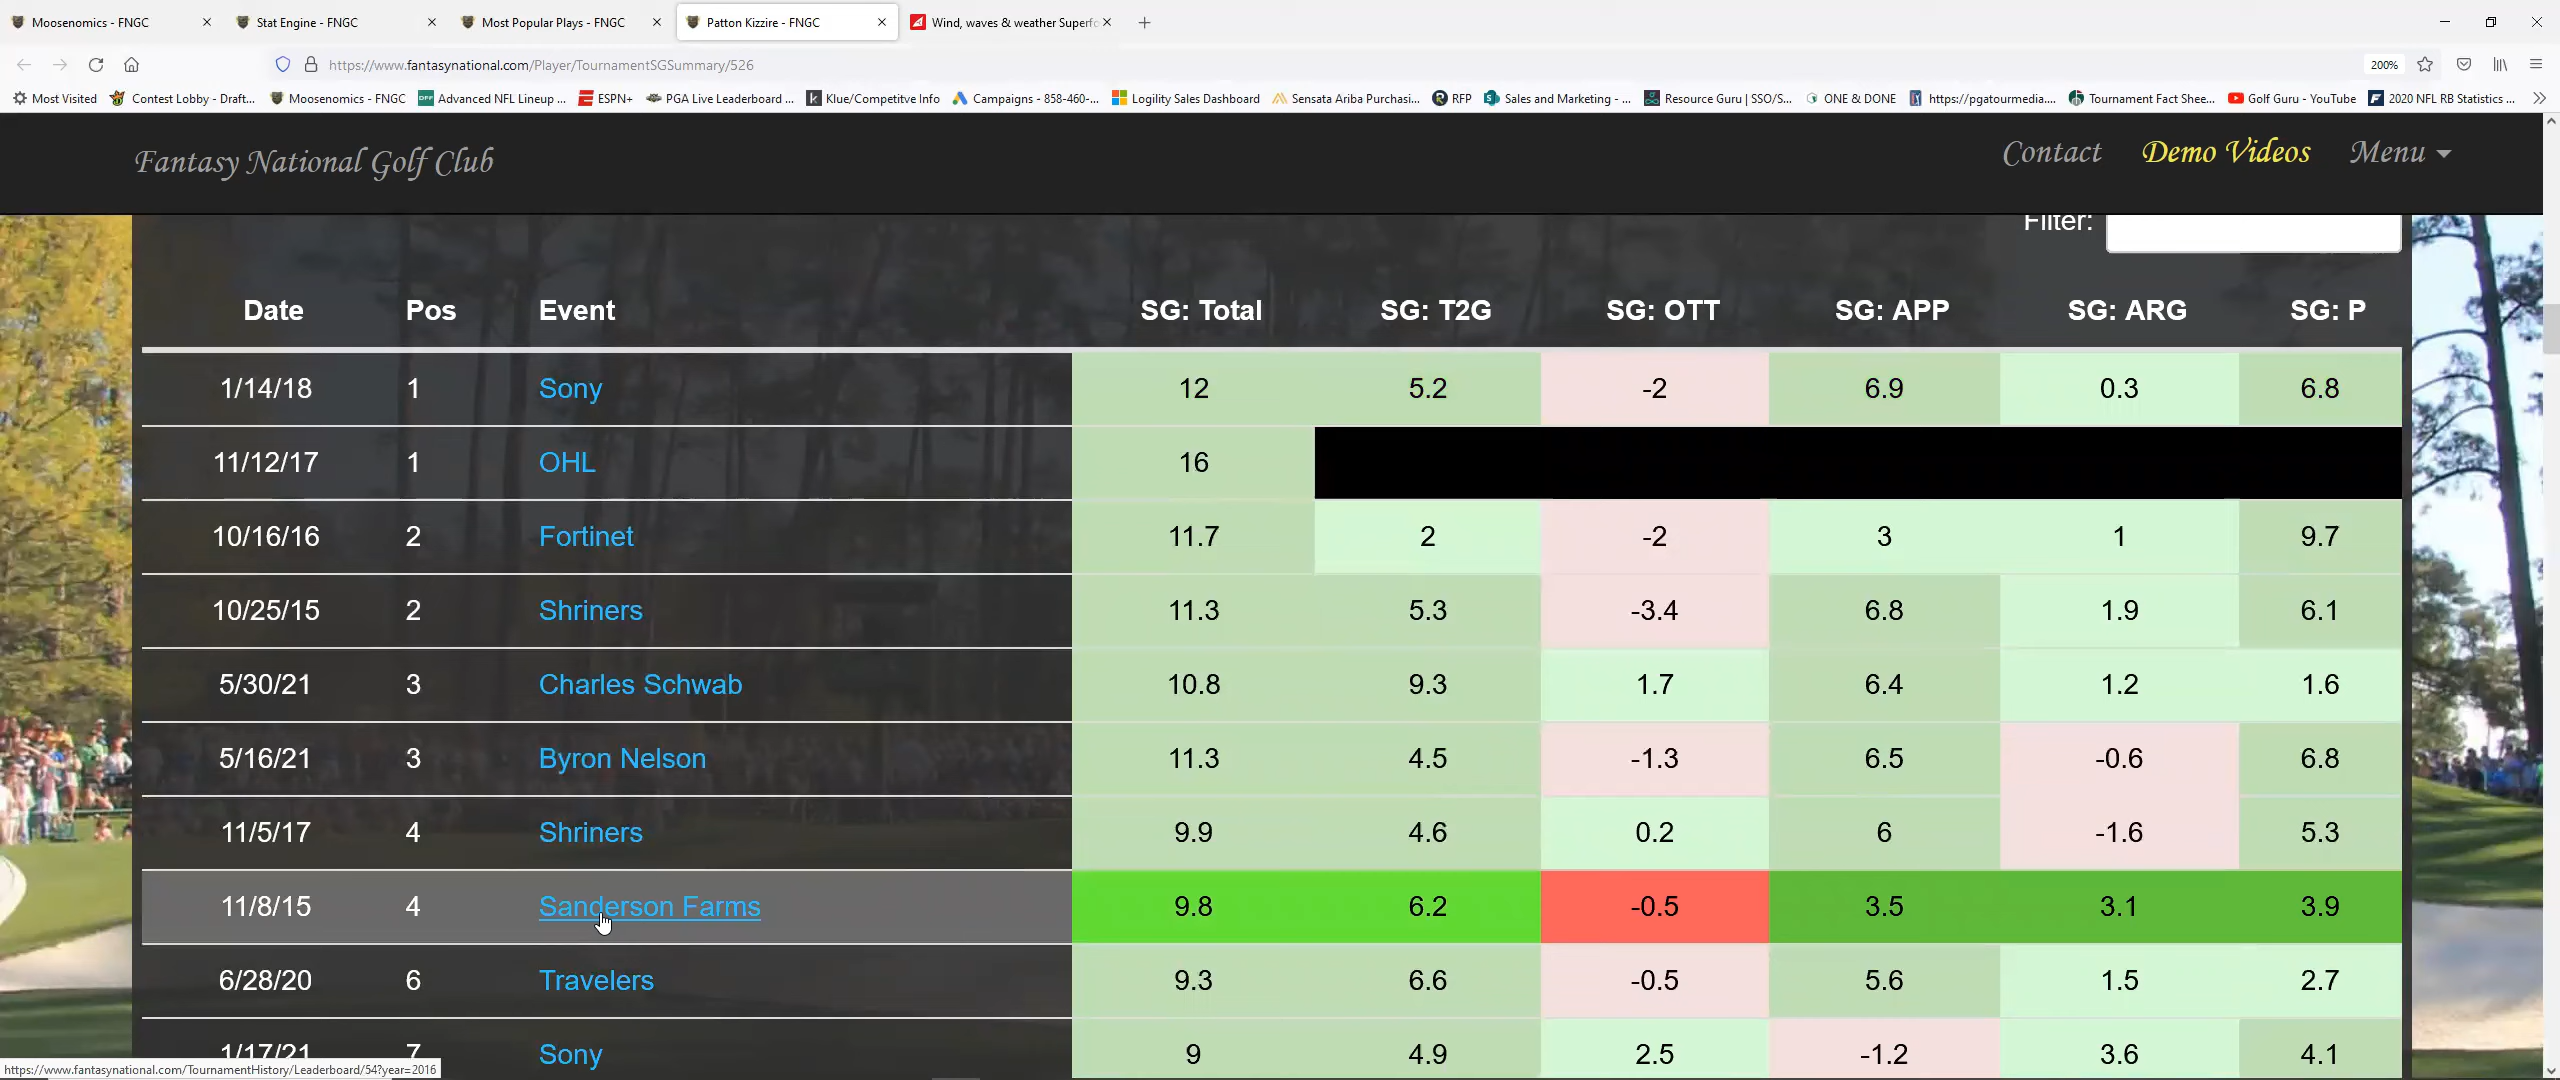 Moosenomics - FNGC
Stat Engine - FNGC
Most Popular Plays - FNGC
Patton Kizzire - FNGC
Wind, waves & weather Superfo
https://www.fantasynational.com/Player/TournamentSGSummary/526
200%
Most Visited
Contest Lobby - Draft...
Moosenomics - FNGC
Advanced NFL Lineup ...
ESPN+
PGA Live Leaderboard ...
Klue/Competitve Info
Campaigns - 858-460-...
Logility Sales Dashboard
Sensata Ariba Purchasi...
RFP
Sales and Marketing - ...
Resource Guru | SSO/S...
ONE & DONE
https://pgatourmedia....
Tournament Fact Shee...
Golf Guru - YouTube
2020 NFL RB Statistics ...
Fantasy National Golf Club
Contact
Demo Videos
Menu
Filter:
Date Pos Event SG: Total SG: T2G SG: OTT SG: APP SG: ARG SG: P
1/14/18 1 Sony 12 5.2 -2 6.9 0.3 6.8
11/12/17 1 OHL 16
10/16/16 2 Fortinet 11.7 2 -2 3 1 9.7
10/25/15 2 Shriners 11.3 5.3 -3.4 6.8 1.9 6.1
5/30/21 3 Charles Schwab 10.8 9.3 1.7 6.4 1.2 1.6
5/16/21 3 Byron Nelson 11.3 4.5 -1.3 6.5 -0.6 6.8
11/5/17 4 Shriners 9.9 4.6 0.2 6 -1.6 5.3
11/8/15 4 Sanderson Farms 9.8 6.2 -0.5 3.5 3.1 3.9
6/28/20 6 Travelers 9.3 6.6 -0.5 5.6 1.5 2.7
1/17/21 7 Sony 9 4.9 2.5 -1.2 3.6 4.1
https://www.fantasynational.com/TournamentHistory/Leaderboard/54?year=2016